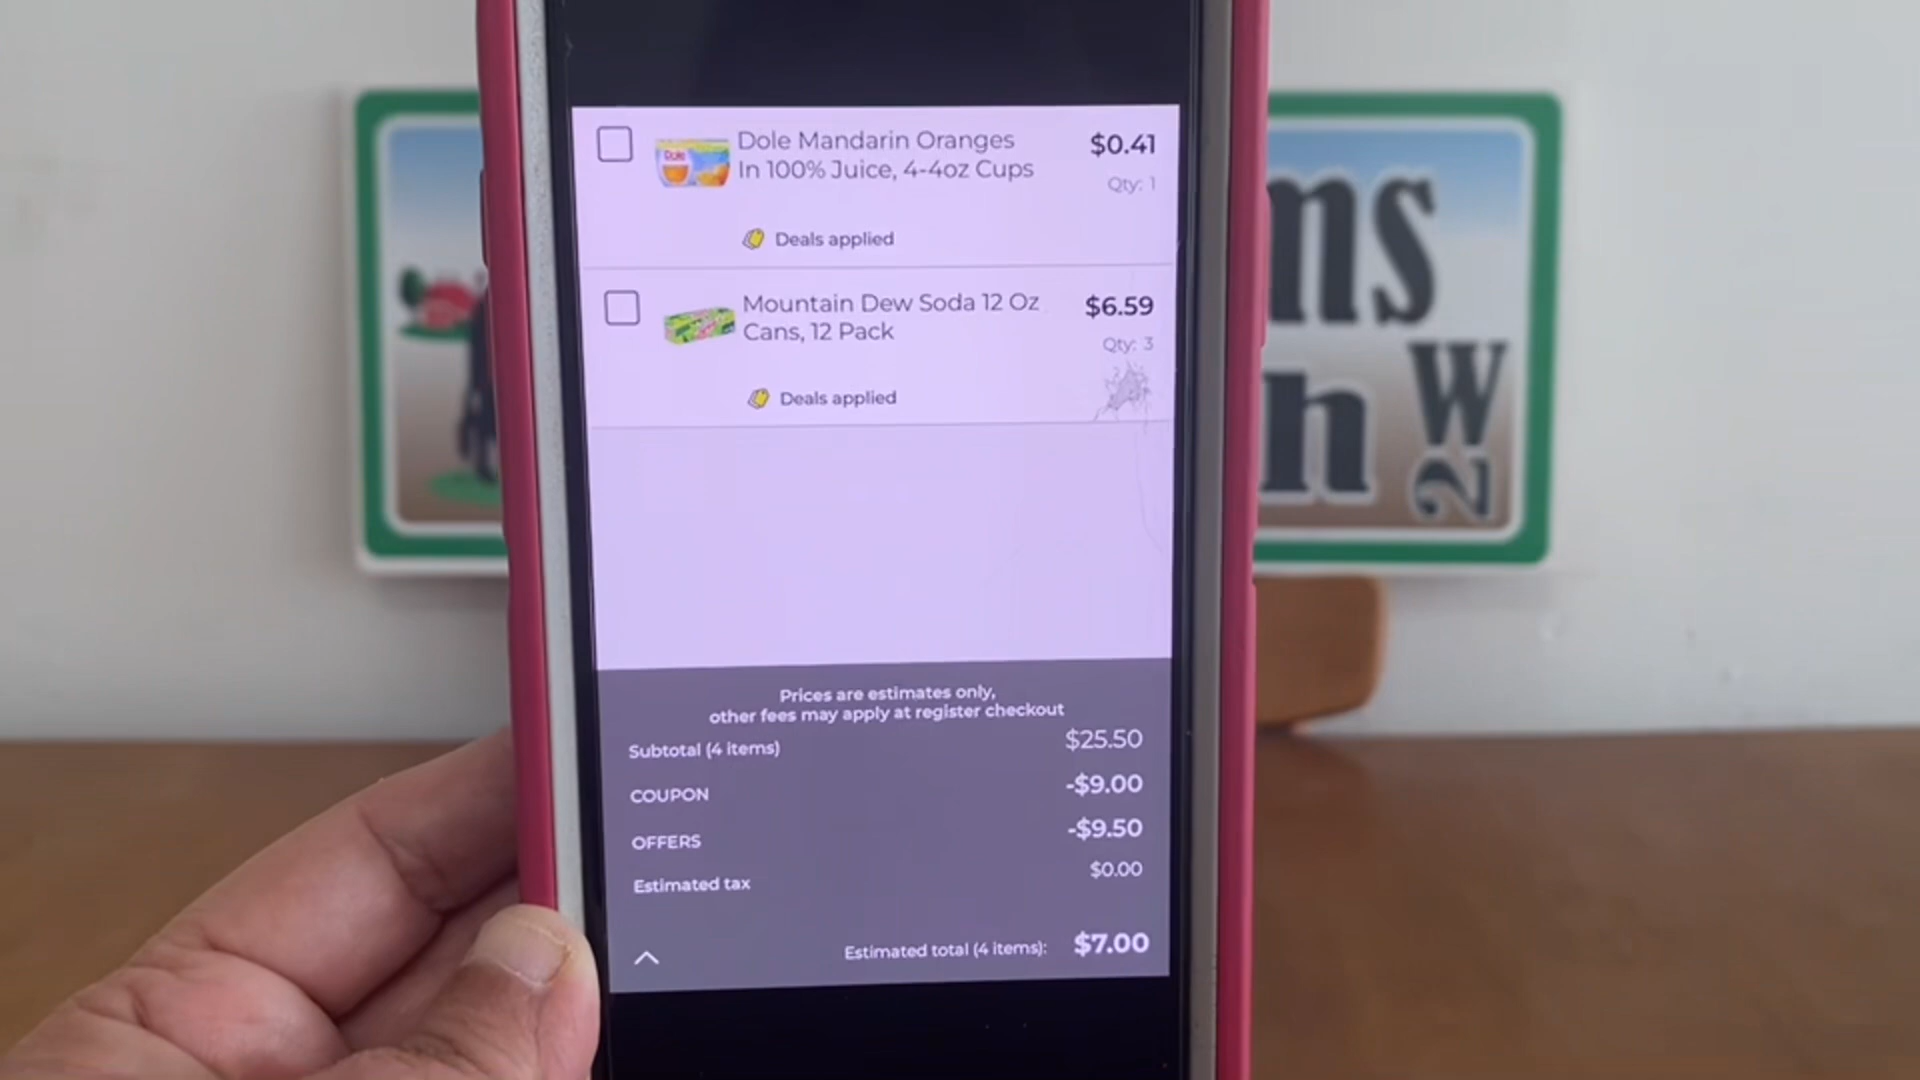 Dole Mandarin Oranges
In 100% Juice, 4-4oz Cups
$0.41
Qty: 1
Dole
Deals applied
Mountain Dew Soda 12 Oz
Cans, 12 Pack
$6.59
Qty: 3
Deals applied
Prices are estimates only,
other fees may apply at register checkout
Subtotal (4 items) $25.50
COUPON -$9.00
OFFERS -$9.50
Estimated tax $0.00
Estimated total (4 items): $7.00
W
2